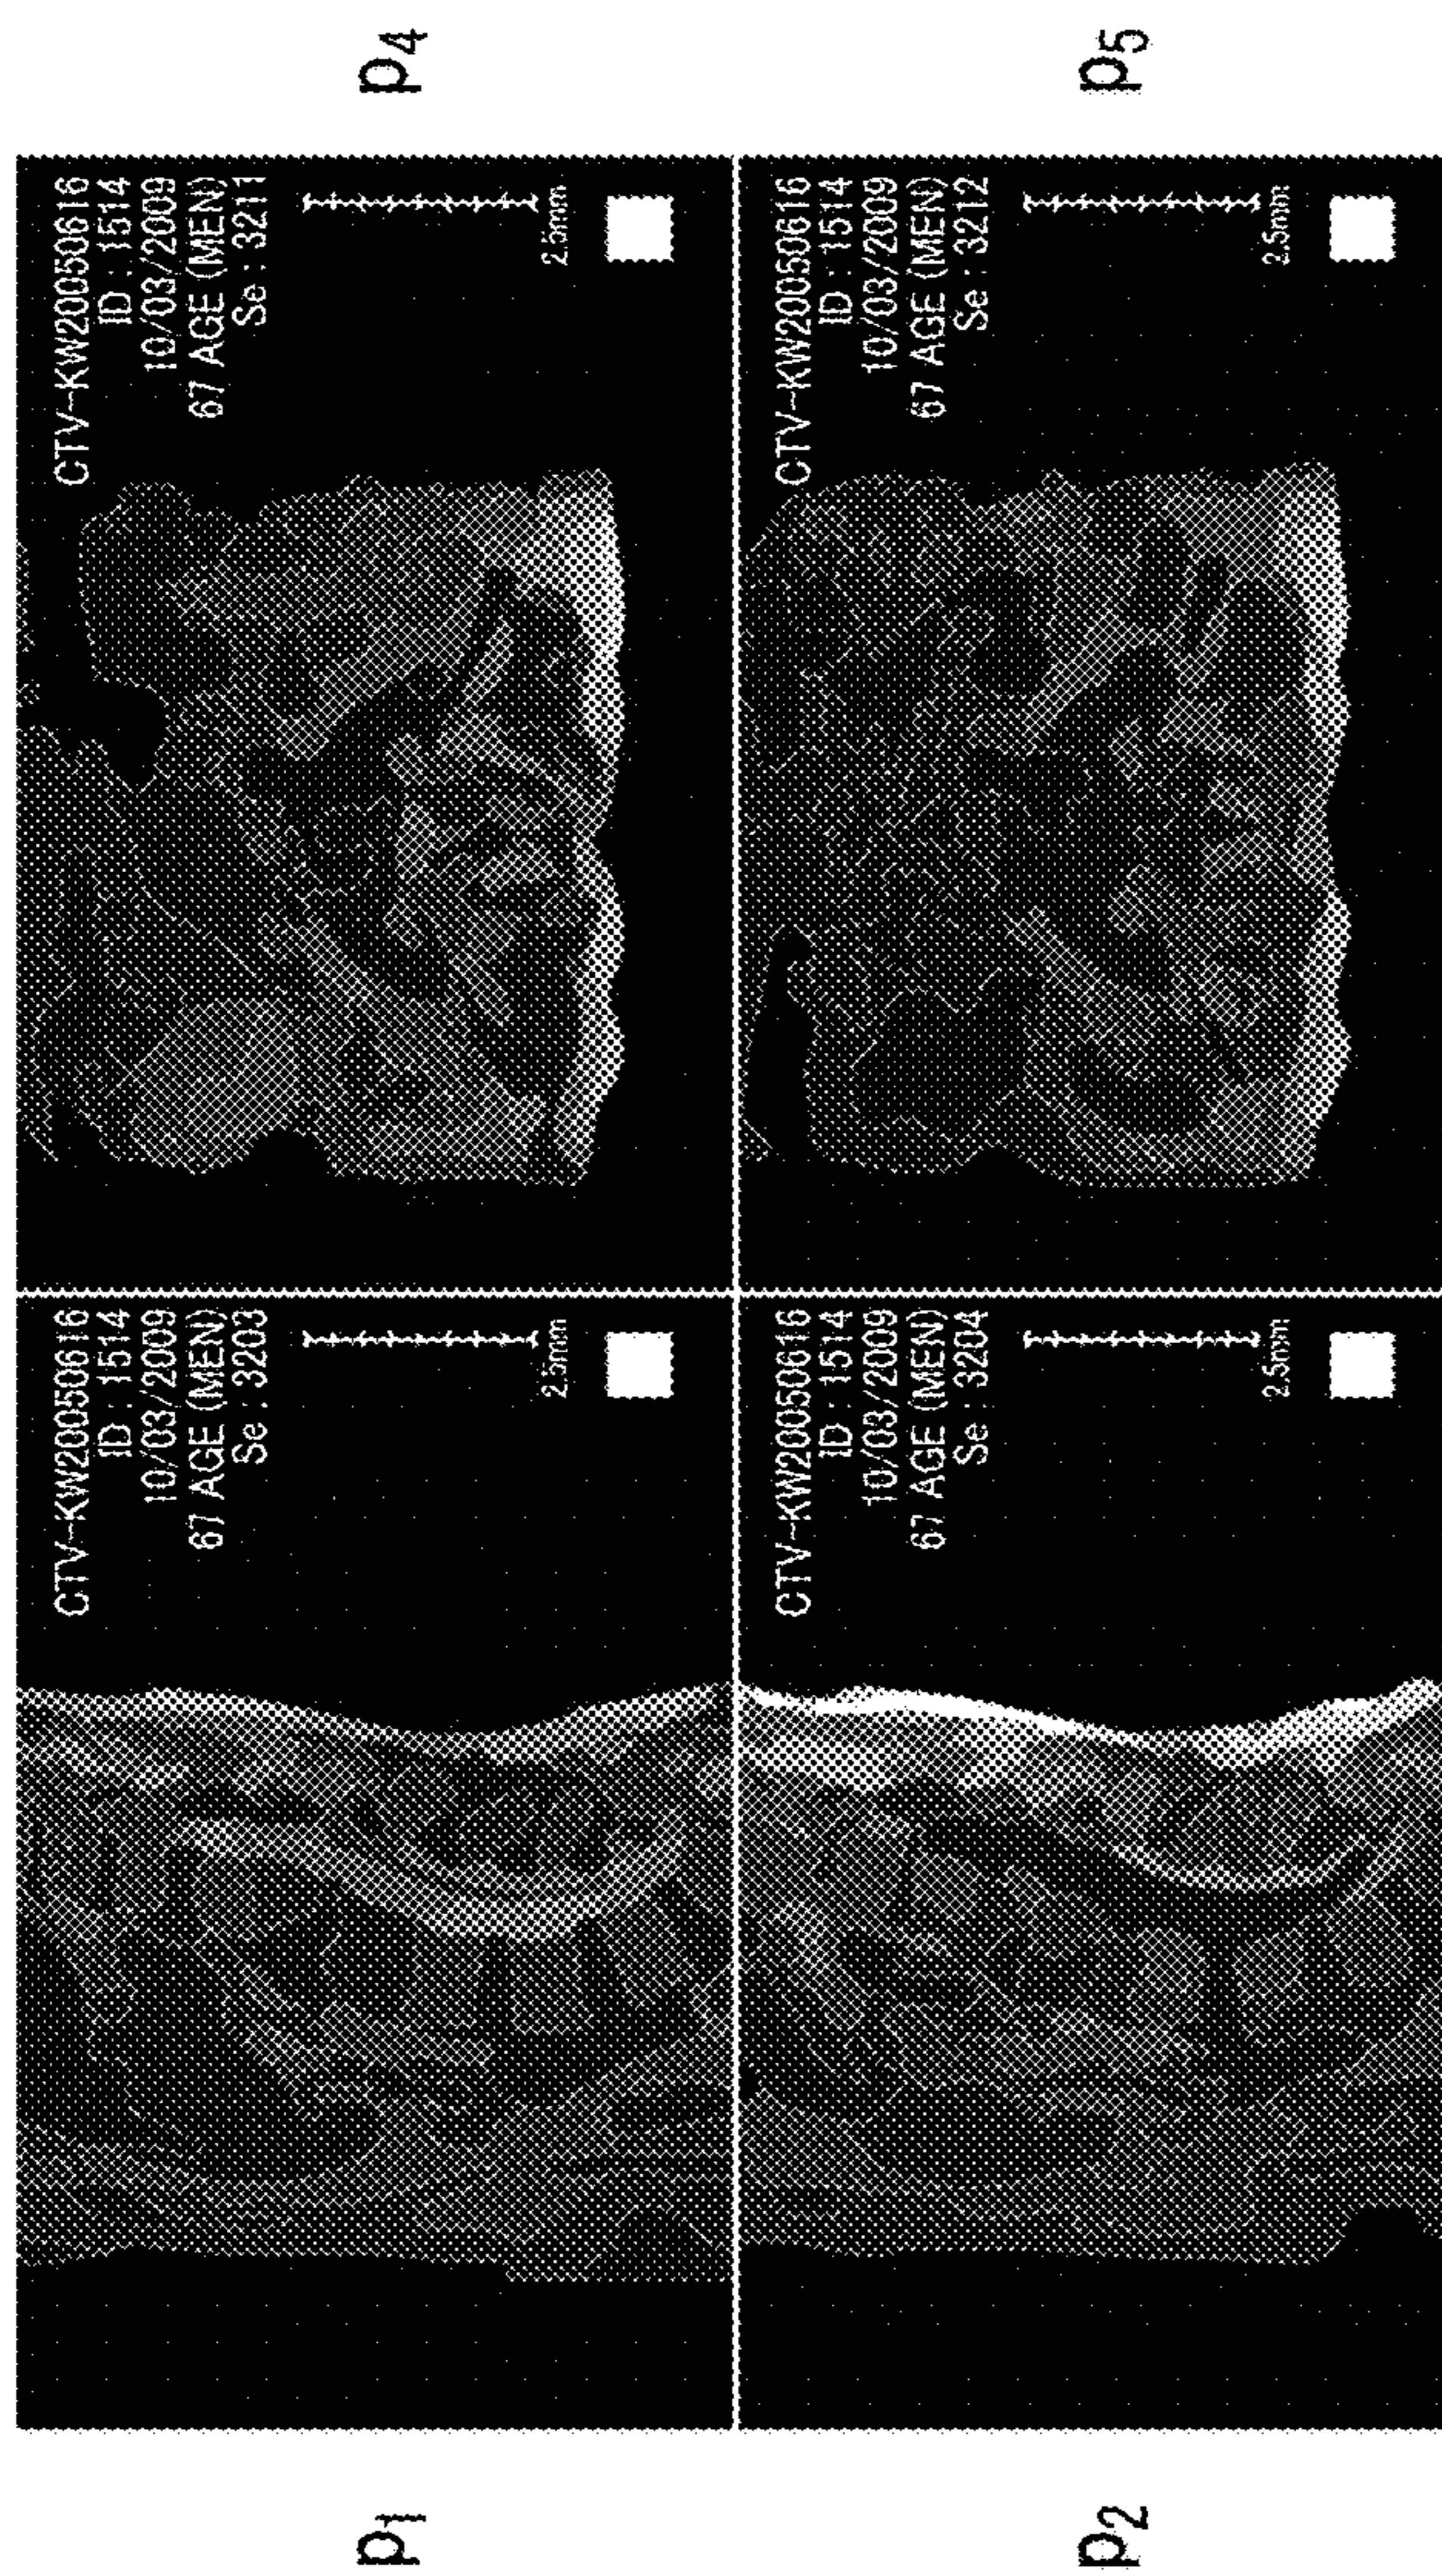 p1
CTV-KW20050616
ID : 1514
10/03/2009
67 AGE (MEN)
Se : 3203
2.5mm
CTV-KW20050616
ID : 1514
10/03/2009
67 AGE (MEN)
Se : 3211
2.5mm
p4
p2
CTV-KW20050616
ID : 1514
10/03/2009
67 AGE (MEN)
Se : 3204
2.5mm
CTV-KW20050616
ID : 1514
10/03/2009
67 AGE (MEN)
Se : 3212
2.5mm
p5